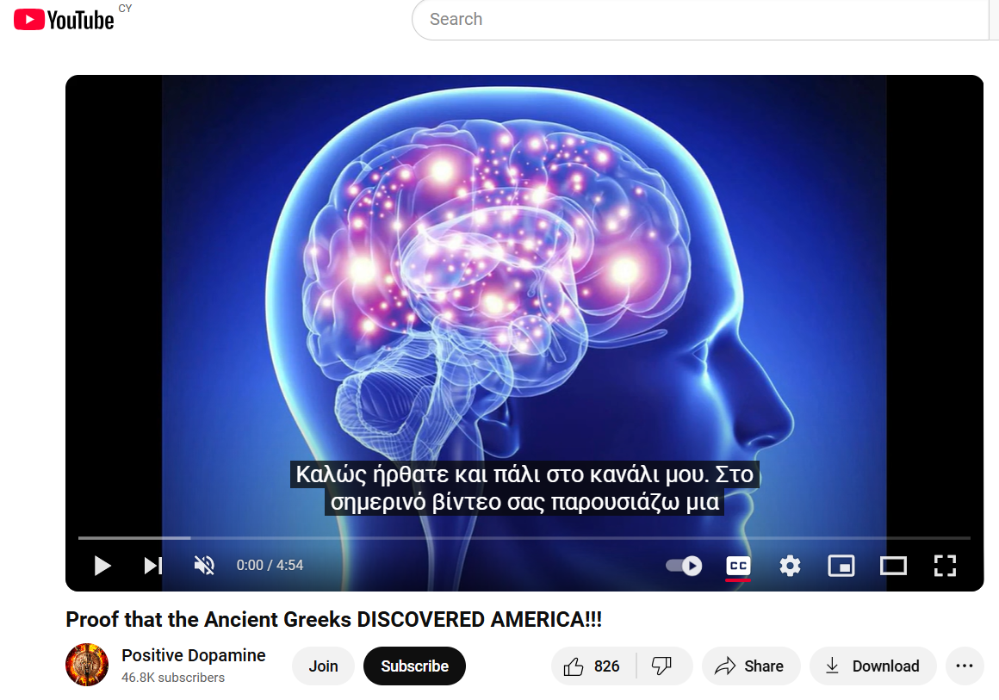 YouTube CY
Search
Καλώς ήρθατε και πάλι στο κανάλι μου. Στο
σημερινό βίντεο σας παρουσιάζω μια
0:00 / 4:54
CC
Proof that the Ancient Greeks DISCOVERED AMERICA!!!
Positive Dopamine
46.8K subscribers
Join
Subscribe
826
Share
Download